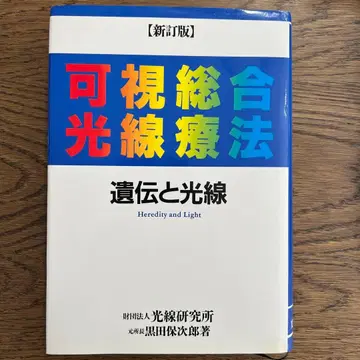 【新訂版】
可視総合
光線療法
遺伝と光線
Heredity and Light
財団法人 光線研究所
元所長 黒田保次郎著